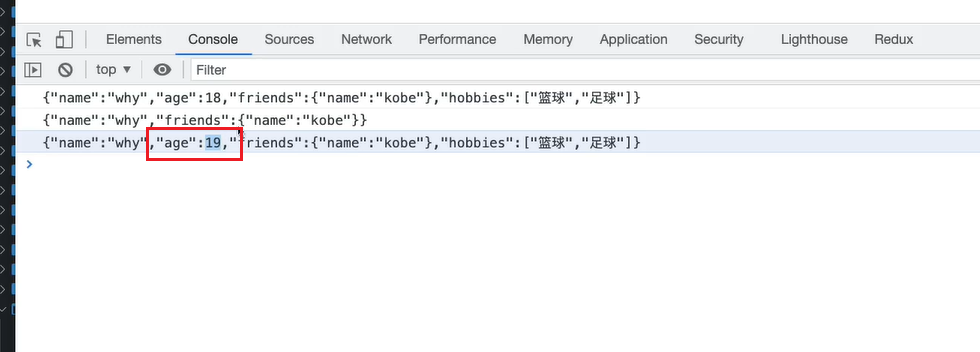 Elements Console Sources Network Performance Memory Application Security Lighthouse Redux
top ▼ Filter
{"name":"why","age":18,"friends":{"name":"kobe"},"hobbies":["篮球","足球"]}
{"name":"why","friends":{"name":"kobe"}}
{"name":"why","age":19,"friends":{"name":"kobe"},"hobbies":["篮球","足球"]}